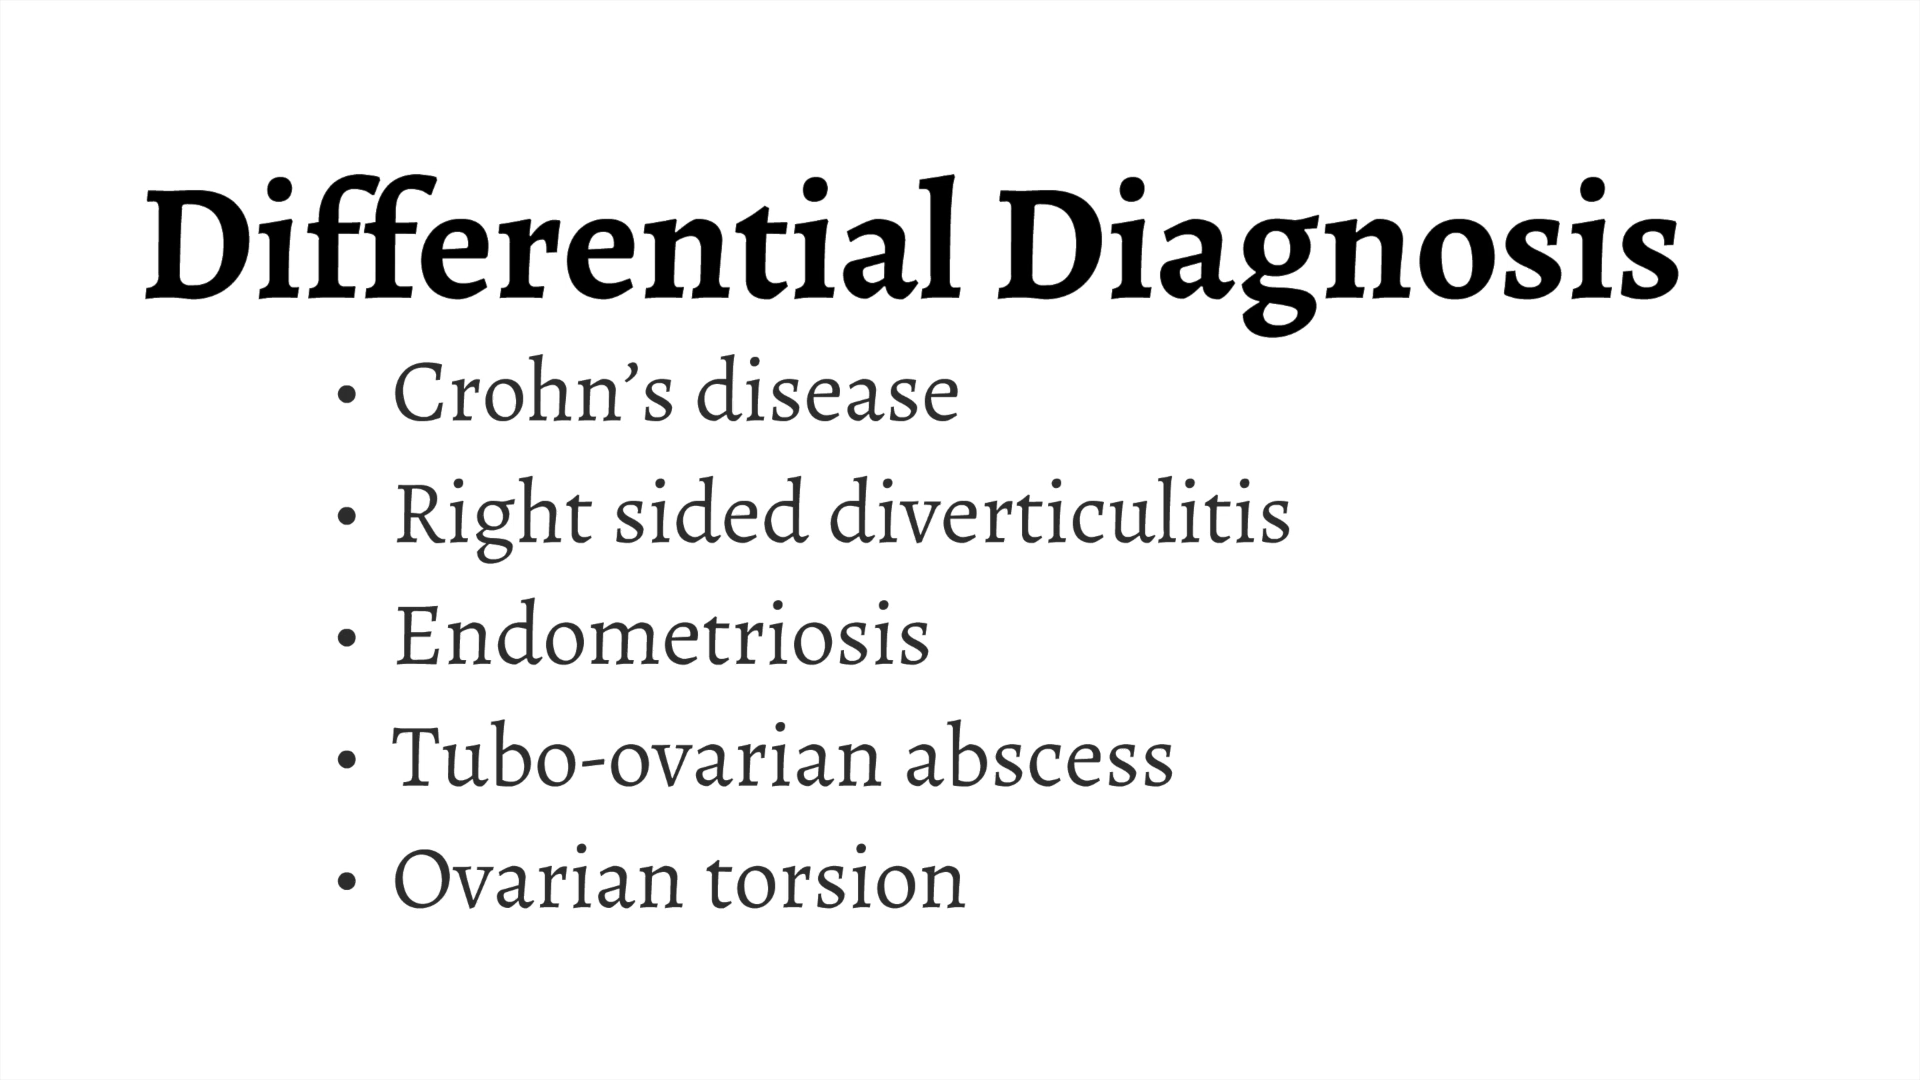 Differential Diagnosis
• Crohn’s disease
• Right sided diverticulitis
• Endometriosis
• Tubo-ovarian abscess
• Ovarian torsion